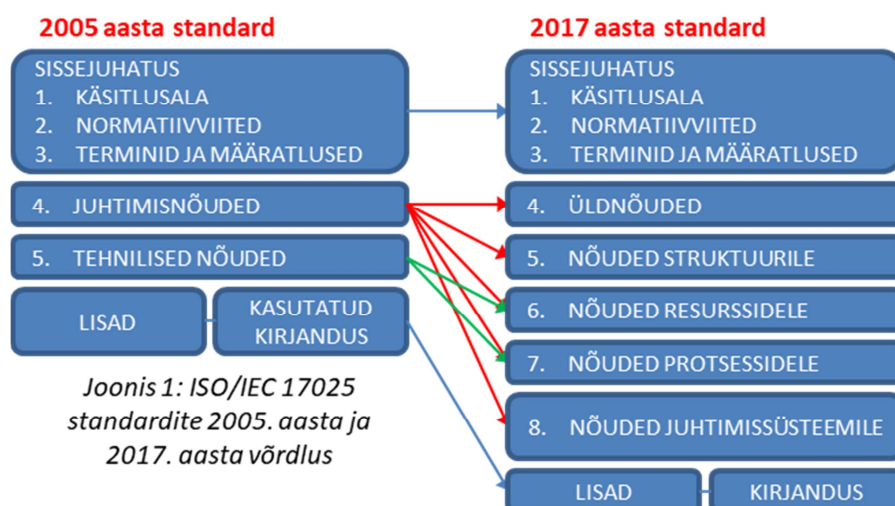 2005 aasta standard
SISSEJUHATUS
1. KÄSITLUSALA
2. NORMATIIVVIITED
3. TERMINID JA MÄÄRATLUSED
4. JUHTIMISNÕUDED
5. TEHNILISED NÕUDED
LISAD
KASUTATUD
KIRJANDUS
Joonis 1: ISO/IEC 17025
standardite 2005. aasta ja
2017. aasta võrdlus
2017 aasta standard
SISSEJUHATUS
1. KÄSITLUSALA
2. NORMATIIVVIITED
3. TERMINID JA MÄÄRATLUSED
4. ÜLDNÕUDED
5. NÕUDED STRUKTUURILE
6. NÕUDED RESURSSIDELE
7. NÕUDED PROTSESSIDELE
8. NÕUDED JUHTIMISSÜSTEEMILE
LISAD
KIRJANDUS